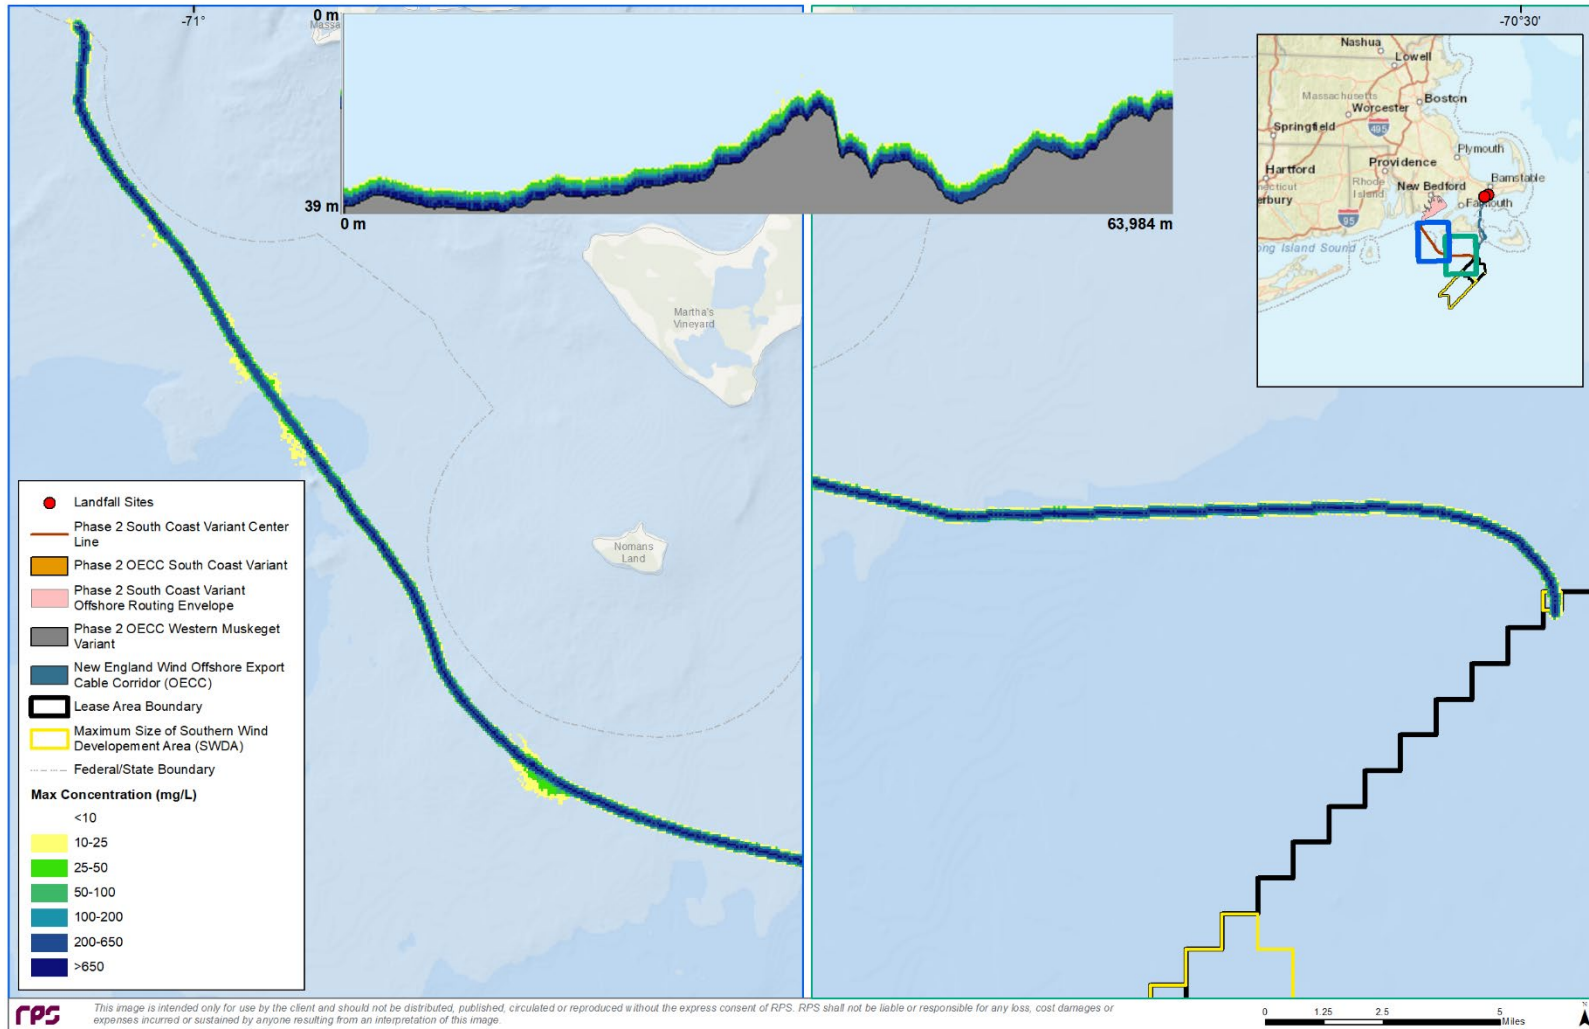 -71°
-70°30'
0 m
39 m
0 m
63,984 m
Martha's
Vineyard
Nomans
Land
Nashua
Lowell
Massachusetts
Boston
Worcester
Springfield
495
Plymouth
Hartford
Providence
Barnstable
Rhode
Island
New Bedford
Falmouth
95
Landfall Sites
Phase 2 South Coast Variant Center
Line
Phase 2 OECC South Coast Variant
Phase 2 South Coast Variant
Offshore Routing Envelope
Phase 2 OECC Western Muskeget
Variant
New England Wind Offshore Export
Cable Corridor (OECC)
Lease Area Boundary
Maximum Size of Southern Wind
Developement Area (SWDA)
Federal/State Boundary
Max Concentration (mg/L)
<10
10-25
25-50
50-100
100-200
200-650
>650
rps
This image is intended only for use by the client and should not be distributed, published, circulated or reproduced without the express consent of RPS. RPS shall not be liable or responsible for any loss, cost damages or
expenses incurred or sustained by anyone resulting from an interpretation of this image.
0 1.25 2.5 5
Miles